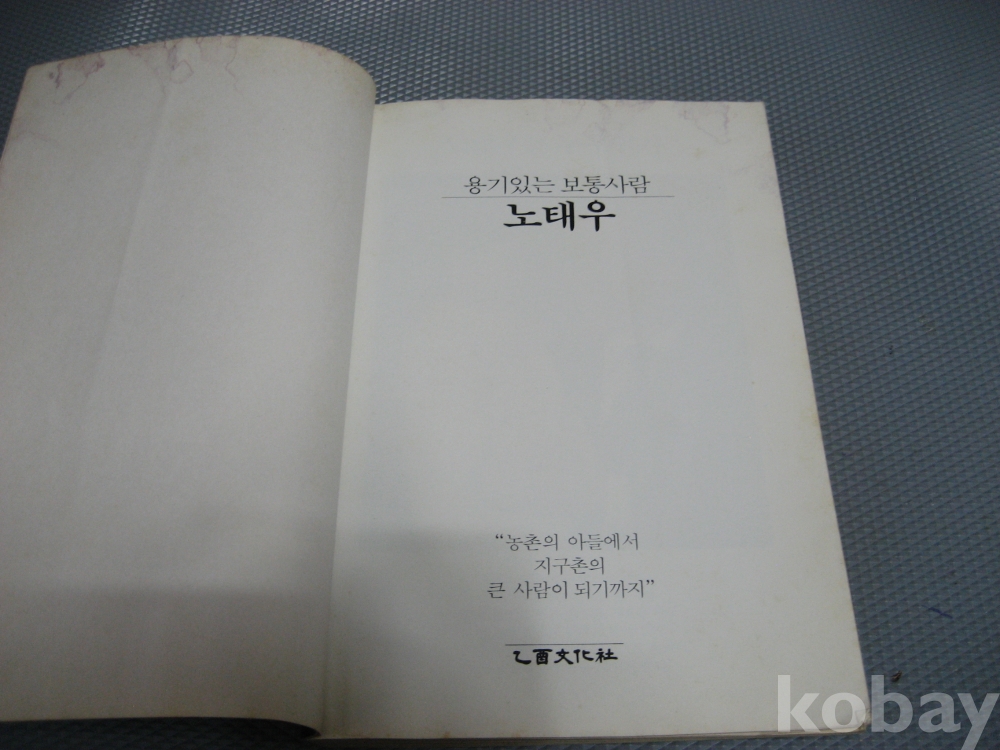 용기있는 보통사람
노태우
“농촌의 아들에서
지구촌의
큰 사람이 되기까지”
乙酉文化社
kobay